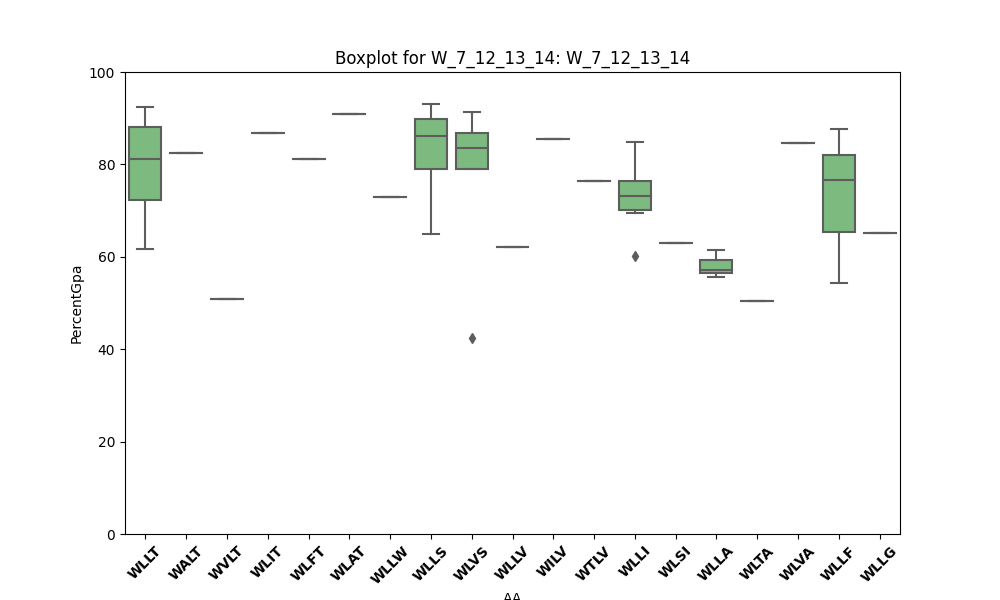 Boxplot for W_7_12_13_14: W_7_12_13_14
100
80
60
40
20
0
PercentGpa
WLLT WALT WVLT WLIT WLFT WLAT WLLW WLLS WLVS WLLV WILV WTLV WLLI WLSI WLLA WLTA WLVA WLLF WLLG
AA